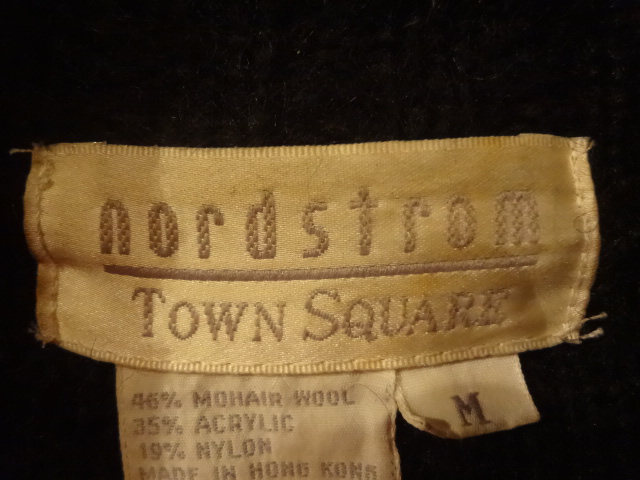 nordstrom
TOWN SQUARE
46% MOHAIR WOOL
M
35% ACRYLIC
19% NYLON
MADE IN HONG KONG